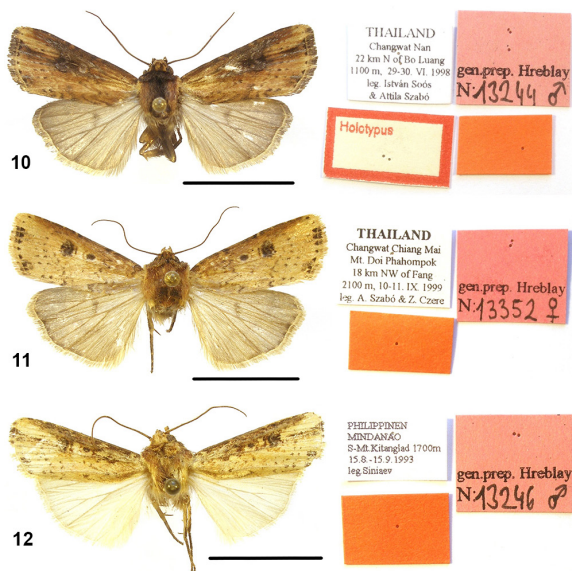 10
THAILAND
Changwat Nan
22 km N of Bo Luang
1100 m, 29-30. VI. 1998
leg. István Soós
& Attila Szabó
gen.prep. Hreblay
N:13244 ♂
Holotypus
11
THAILAND
Changwat Chiang Mai
Mt. Doi Phahompok
18 km NW of Fang
2100 m, 10-11. IX. 1999
leg. A. Szabó & Z. Czere
gen.prep. Hreblay
N:13352 ♀
12
PHILIPPINEN
MINDANAO
S-Mt.Kitanglad 1700m
15.8.-15.9.1993
leg.Siniaev
gen.prep. Hreblay
N:13246 ♂